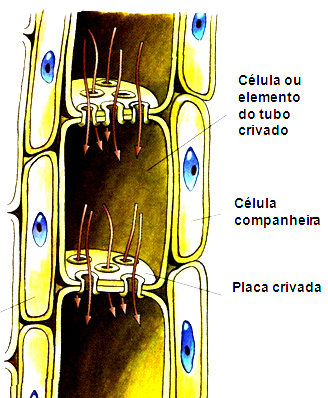 Célula ou
elemento
do tubo
crivado
Célula
companheira
Placa crivada